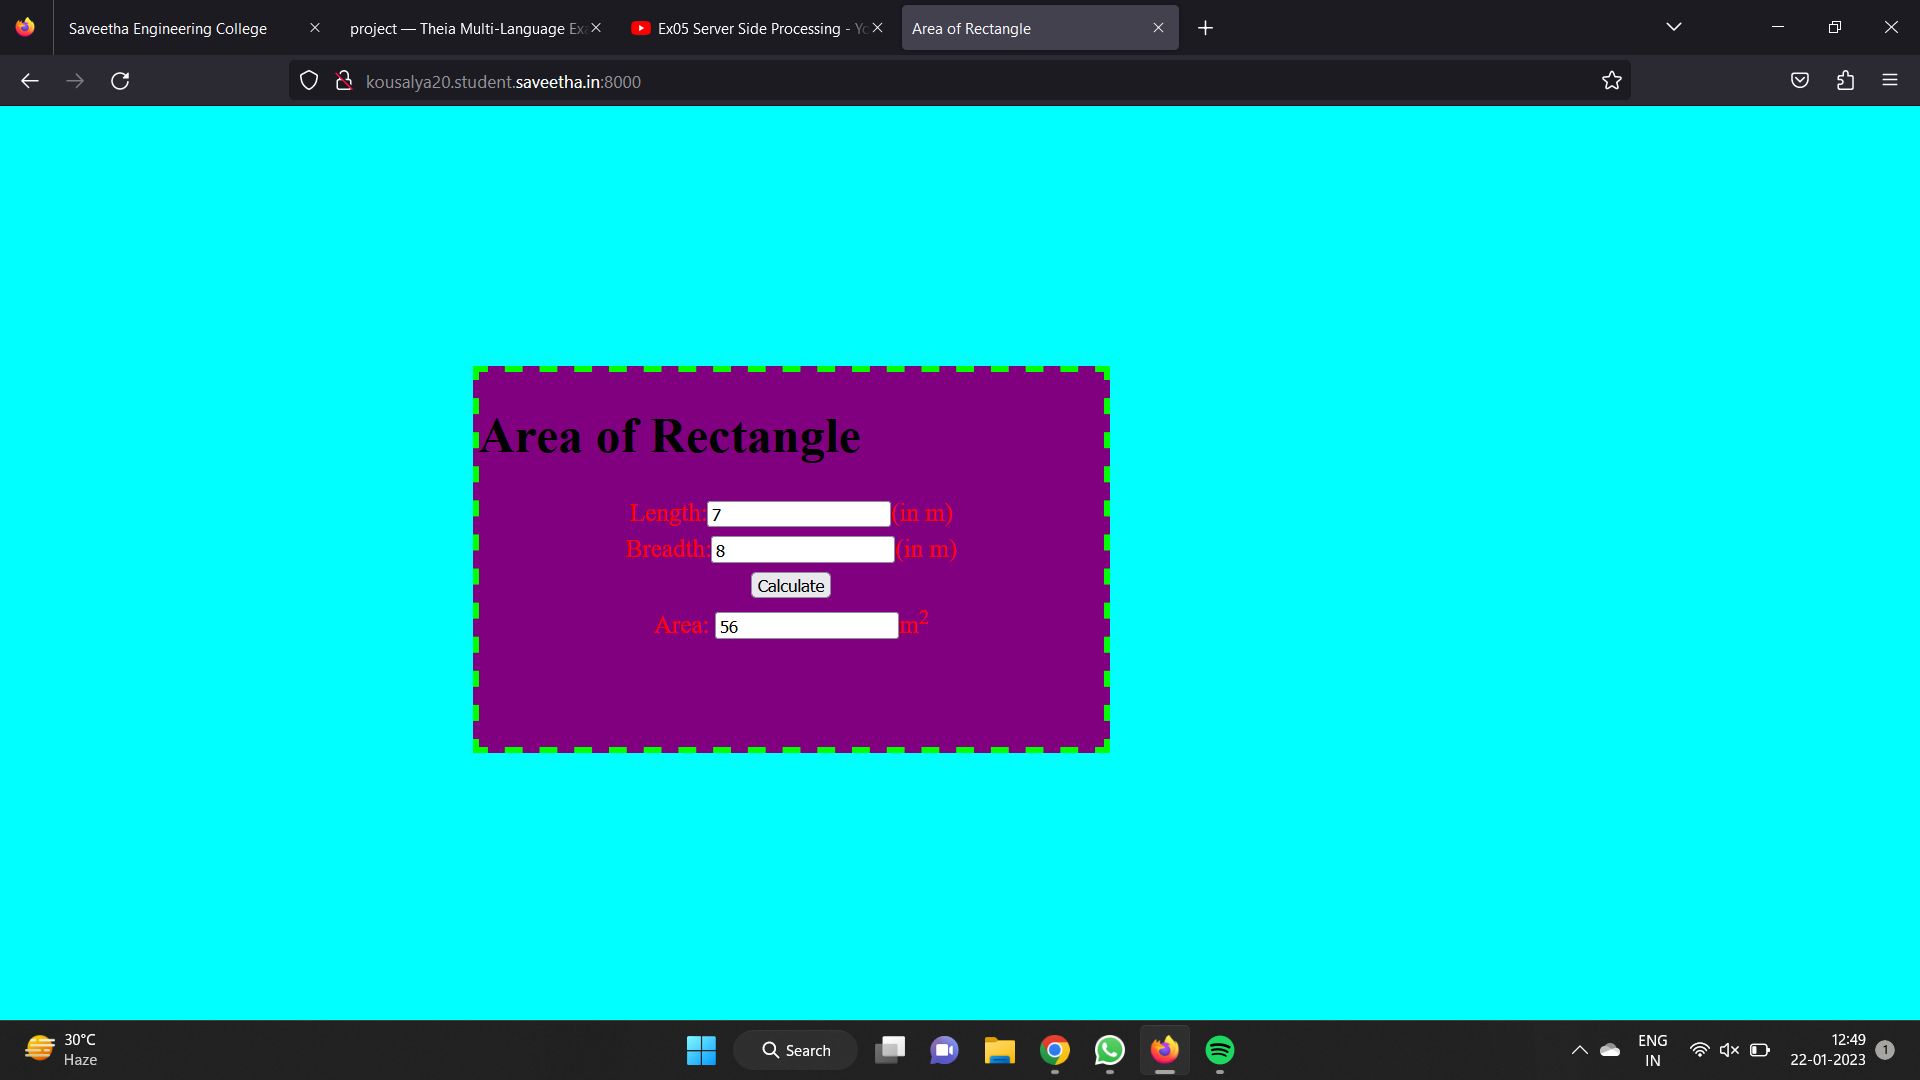 Saveetha Engineering College
project — Theia Multi-Language Ex
Ex05 Server Side Processing - Yo
Area of Rectangle
kousalya20.student.saveetha.in:8000
Area of Rectangle
Length: 7 (in m)
Breadth: 8 (in m)
Calculate
Area: 56 m²
30°C
Haze
Search
ENG
IN
12:49
22-01-2023
1